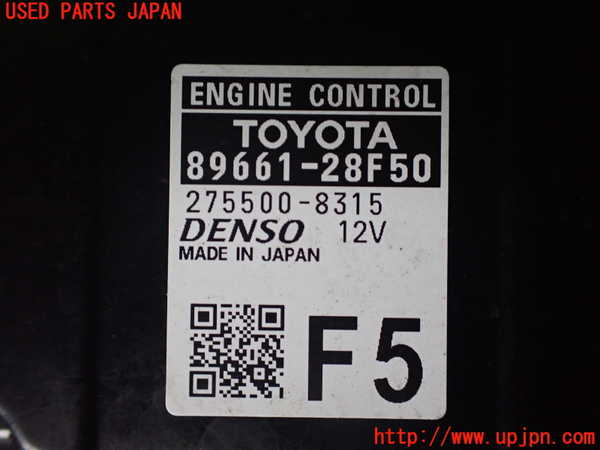 USED PARTS JAPAN
ENGINE CONTROL
TOYOTA
89661-28F50
275500-8315
DENSO 12V
MADE IN JAPAN
F5
http://www.upjpn.com/